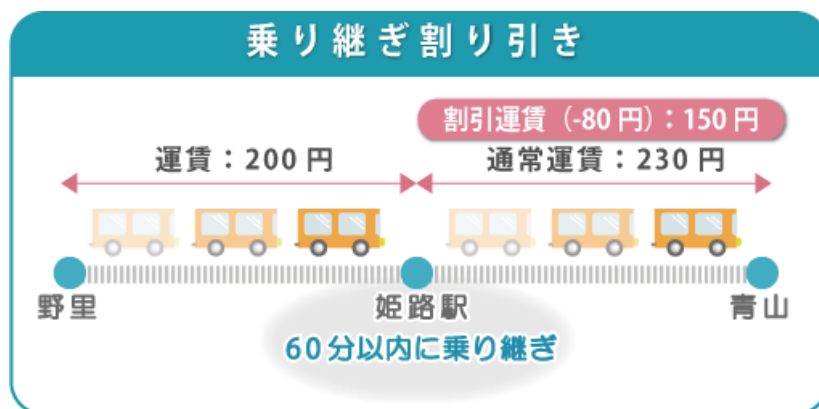 乗り継ぎ割り引き
割引運賃（-80円）：150円
運賃：200円
通常運賃：230円
野里
姫路駅
青山
60分以内に乗り継ぎ